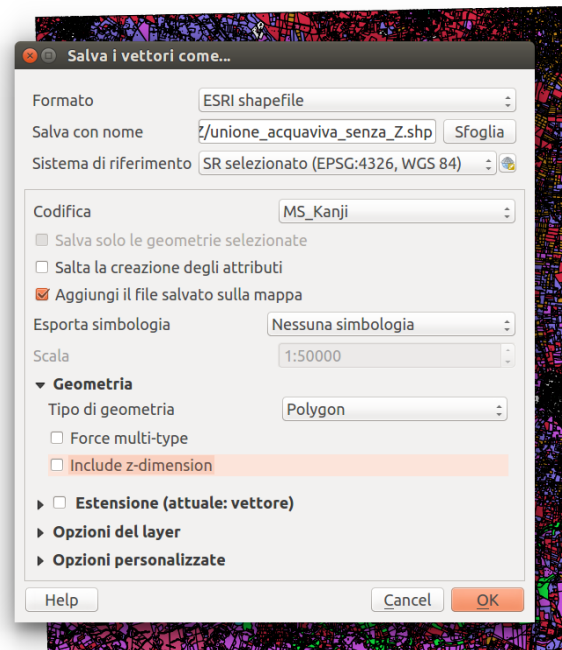 Salva i vettori come...
Formato ESRI shapefile
Salva con nome Z/unione_acquaviva_senza_Z.shp Sfoglia
Sistema di riferimento SR selezionato (EPSG:4326, WGS 84)
Codifica MS_Kanji
Salva solo le geometrie selezionate
Salta la creazione degli attributi
Aggiungi il file salvato sulla mappa
Esporta simbologia Nessuna simbologia
Scala 1:50000
Geometria
Tipo di geometria Polygon
Force multi-type
Include z-dimension
Estensione (attuale: vettore)
Opzioni del layer
Opzioni personalizzate
Help Cancel OK